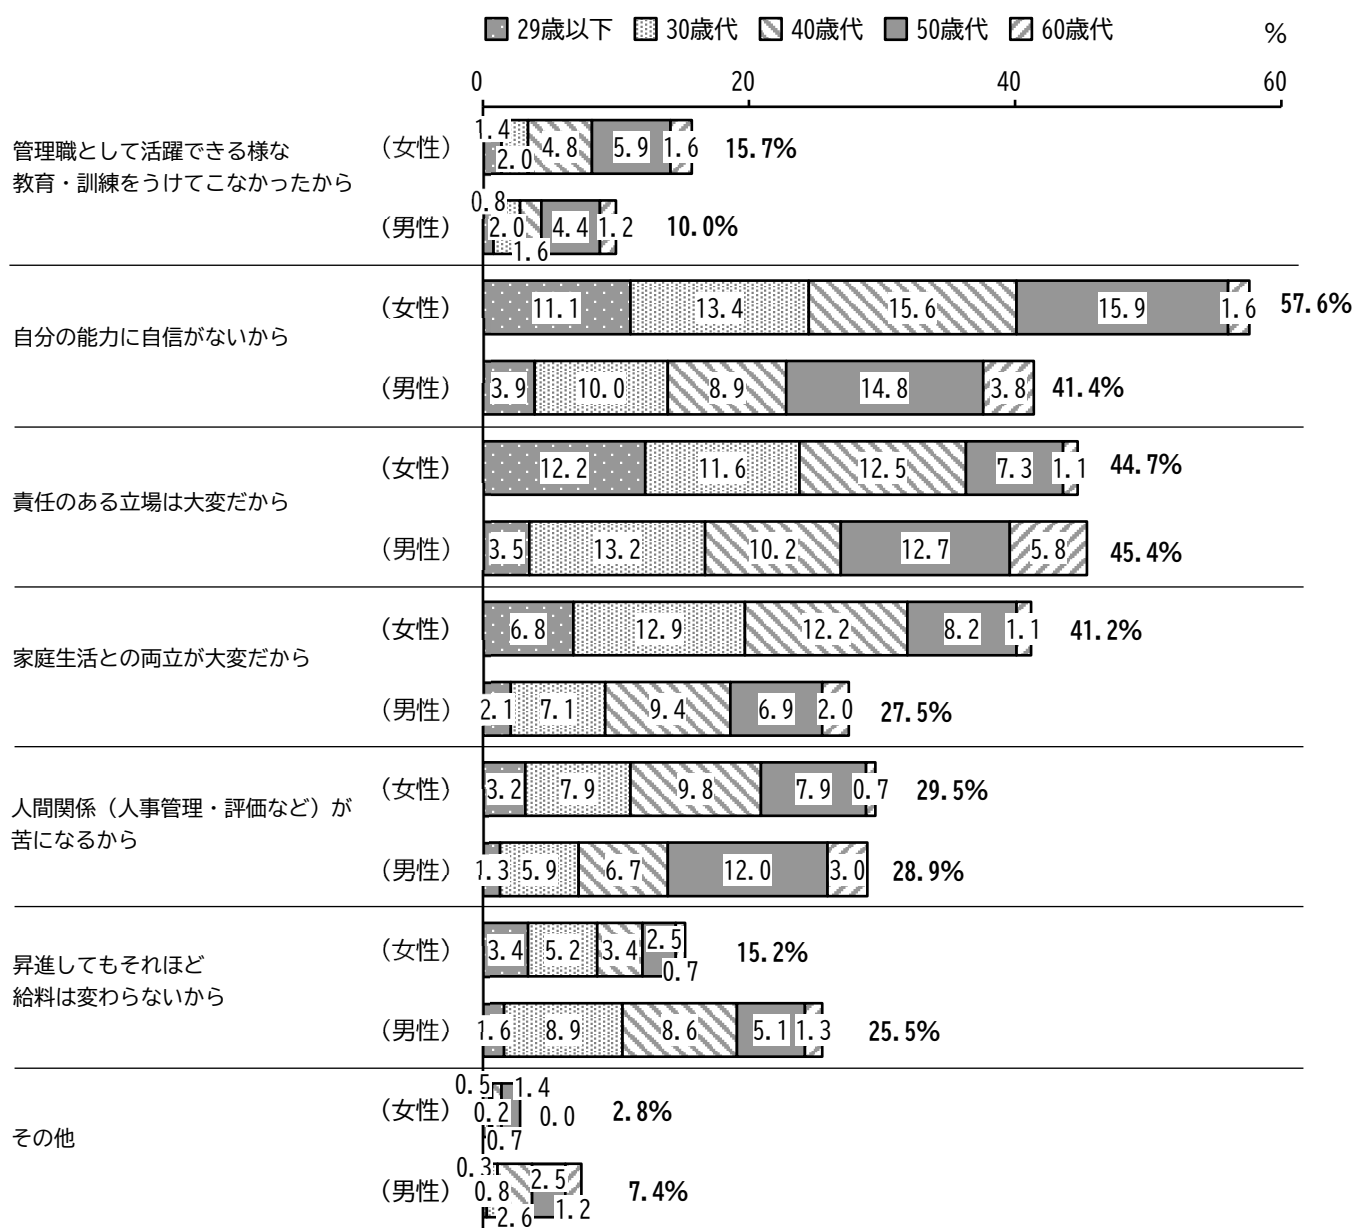 29歳以下 30歳代 40歳代 50歳代 60歳代 %
0 20 40 60
管理職として活躍できる様な
教育・訓練をうけてこなかったから
(女性) 1.4 2.0 4.8 5.9 1.6 15.7%
(男性) 0.8 2.0 1.6 4.4 1.2 10.0%
自分の能力に自信がないから
(女性) 11.1 13.4 15.6 15.9 1.6 57.6%
(男性) 3.9 10.0 8.9 14.8 3.8 41.4%
責任のある立場は大変だから
(女性) 12.2 11.6 12.5 7.3 1.1 44.7%
(男性) 3.5 13.2 10.2 12.7 5.8 45.4%
家庭生活との両立が大変だから
(女性) 6.8 12.9 12.2 8.2 1.1 41.2%
(男性) 2.1 7.1 9.4 6.9 2.0 27.5%
人間関係(人事管理・評価など)が
苦になるから
(女性) 3.2 7.9 9.8 7.9 0.7 29.5%
(男性) 1.3 5.9 6.7 12.0 3.0 28.9%
昇進してもそれほど
給料は変わらないから
(女性) 3.4 5.2 3.4 2.5 0.7 15.2%
(男性) 1.6 8.9 8.6 5.1 1.3 25.5%
その他
(女性) 0.5 0.2 0.7 1.4 0.0 2.8%
(男性) 0.3 0.8 2.6 2.5 1.2 7.4%